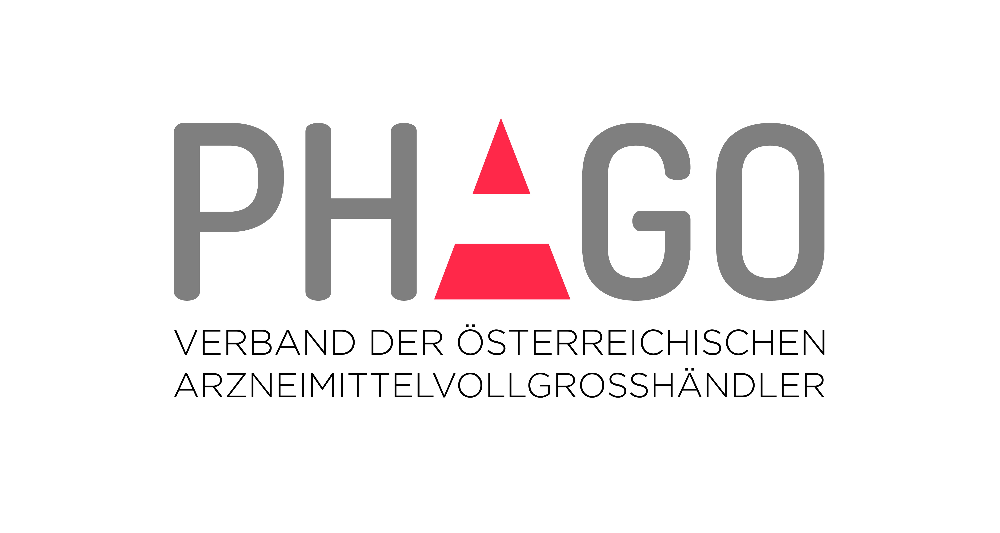 PHAGO
VERBAND DER ÖSTERREICHISCHEN
ARZNEIMITTELVOLLGROSSHÄNDLER